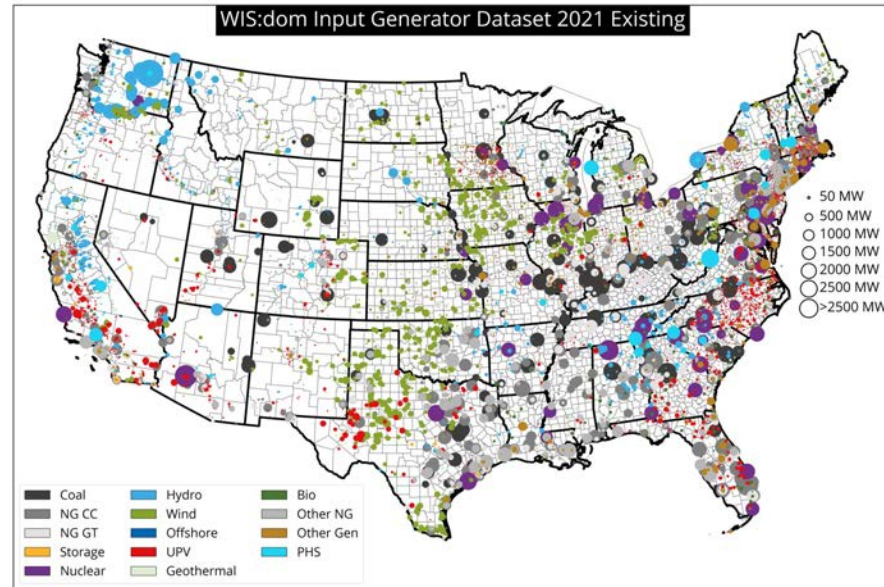 WIS:dom Input Generator Dataset 2021 Existing
50 MW
500 MW
1000 MW
1500 MW
2000 MW
2500 MW
>2500 MW
Coal
NG CC
NG GT
Storage
Nuclear
Hydro
Wind
Offshore
UPV
Geothermal
Bio
Other NG
Other Gen
PHS